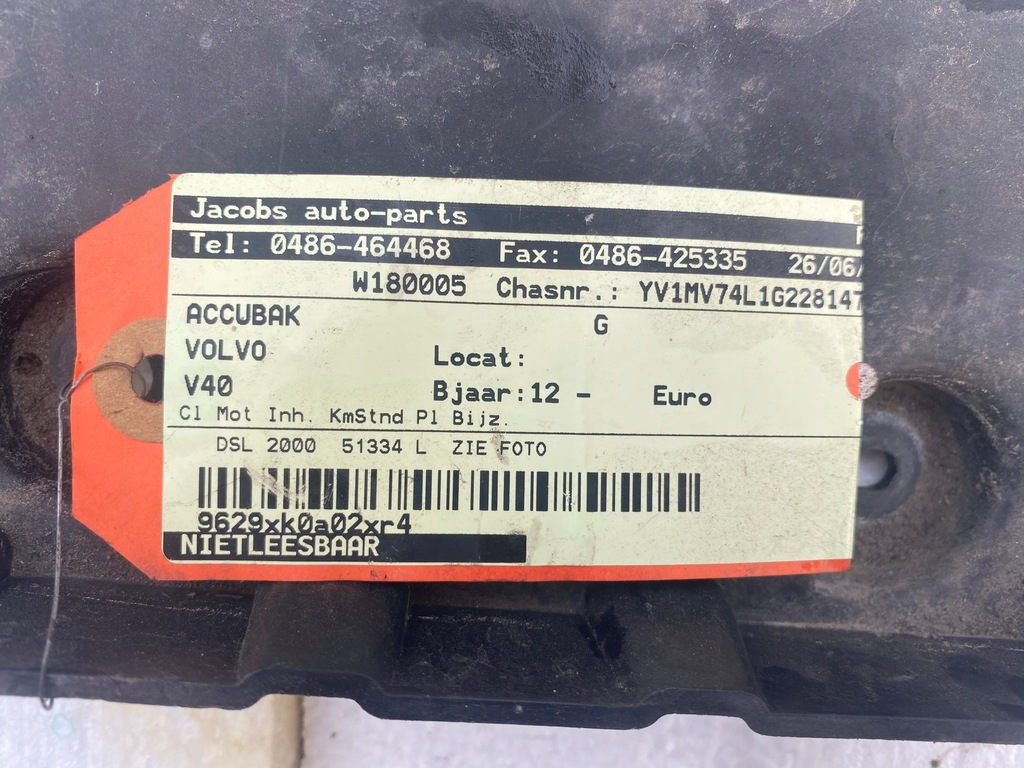 Jacobs auto-parts
Tel: 0486-464468 Fax: 0486-425335 26/06/
W180005 Chasnr.: YV1MV74L1G228147
ACCUBAK G
VOLVO Locat:
V40 Bjaar:12 - Euro
Cl Mot Inh. KmStnd Pl Bijz.
DSL 2000 51334 L ZIE FOTO
9629xk0a02xr4
NIETLEESBAAR